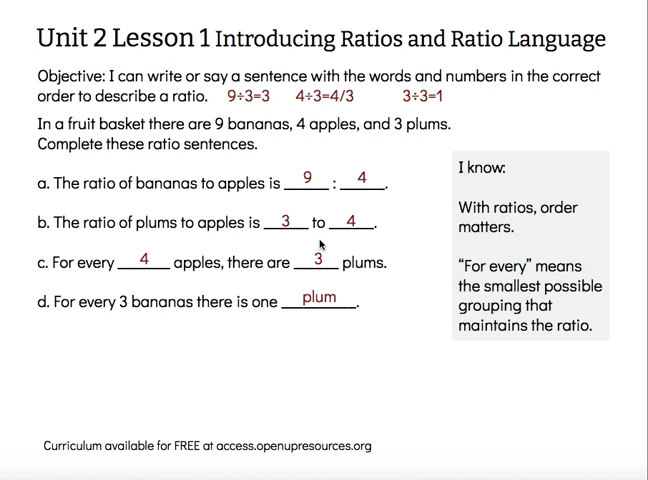 Unit 2 Lesson 1 Introducing Ratios and Ratio Language
Objective: I can write or say a sentence with the words and numbers in the correct
order to describe a ratio. 9÷3=3 4÷3=4/3 3÷3=1
In a fruit basket there are 9 bananas, 4 apples, and 3 plums.
Complete these ratio sentences.
a. The ratio of bananas to apples is 9 : 4.
b. The ratio of plums to apples is 3 to 4.
c. For every 4 apples, there are 3 plums.
d. For every 3 bananas there is one plum.
I know:
With ratios, order
matters.
“For every” means
the smallest possible
grouping that
maintains the ratio.
Curriculum available for FREE at access.openupresources.org